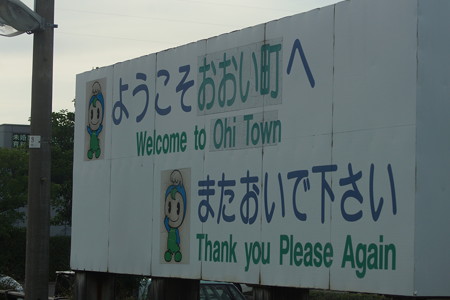 ようこそおおい町へ
Welcome to Ohi Town
またおいで下さい
Thank you Please Again